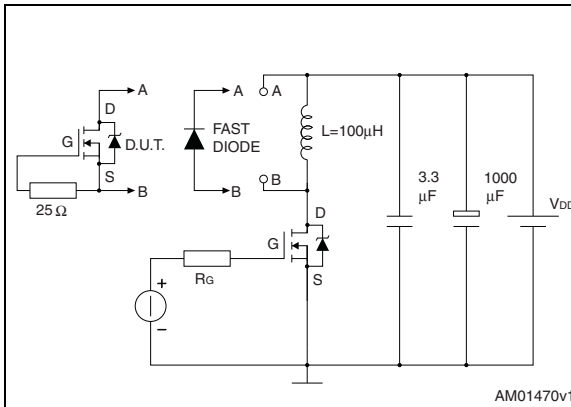 A
D
G
D.U.T.
S
B
25 Ω
A
FAST
DIODE
B
A
L=100μH
B
D
G
S
RG
+
–
3.3
μF
1000
μF
VDD
AM01470v1